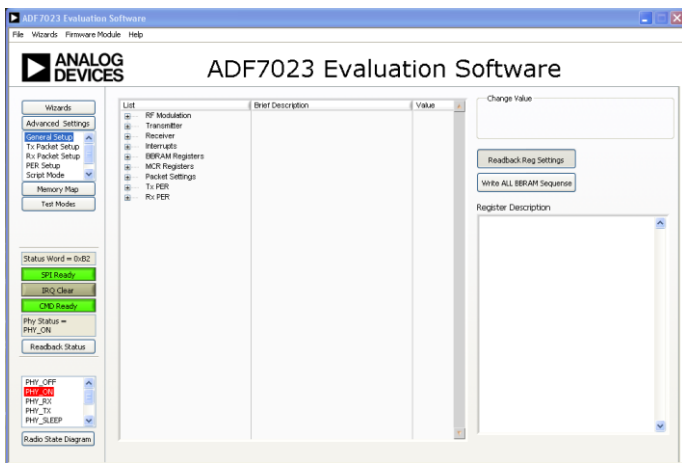 ADF7023 Evaluation Software
File Wizards Firmware Module Help
ANALOG
DEVICES
ADF7023 Evaluation Software
Wizards
Advanced Settings
General Setup
Tx Packet Setup
Rx Packet Setup
PER Setup
Script Mode
Memory Map
Test Modes
Status Word = 0xB2
SPI Ready
IRQ Clear
CMD Ready
Phy Status =
PHY_ON
Readback Status
PHY_OFF
PHY_ON
PHY_RX
PHY_TX
PHY_SLEEP
Radio State Diagram
List Brief Description Value
RF Modulation
Transmitter
Receiver
Interrupts
BBRAM Registers
MCR Registers
Packet Settings
Tx PER
Rx PER
Change Value
Readback Reg Settings
Write ALL BBRAM Sequense
Register Description